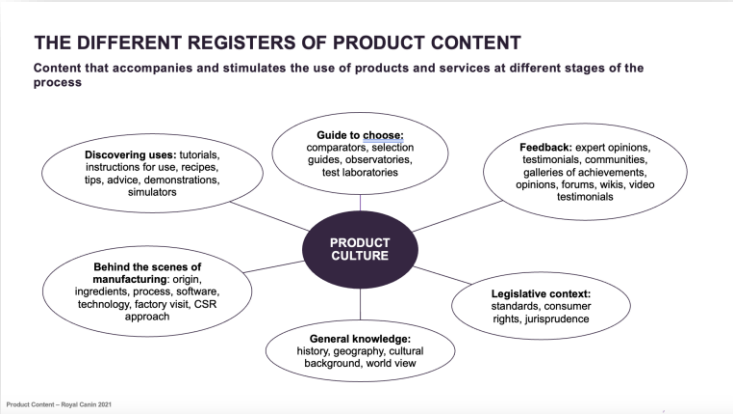 THE DIFFERENT REGISTERS OF PRODUCT CONTENT
Content that accompanies and stimulates the use of products and services at different stages of the
process
Guide to choose:
comparators, selection
guides, observatories,
test laboratories
Discovering uses: tutorials,
instructions for use, recipes,
tips, advice, demonstrations,
simulators
Feedback: expert opinions,
testimonials, communities,
galleries of achievements,
opinions, forums, wikis, video
testimonials
PRODUCT
CULTURE
Behind the scenes of
manufacturing: origin,
ingredients, process, software,
technology, factory visit, CSR
approach
Legislative context:
standards, consumer
rights, jurisprudence
General knowledge:
history, geography, cultural
background, world view
Product Content – Royal Canin 2021